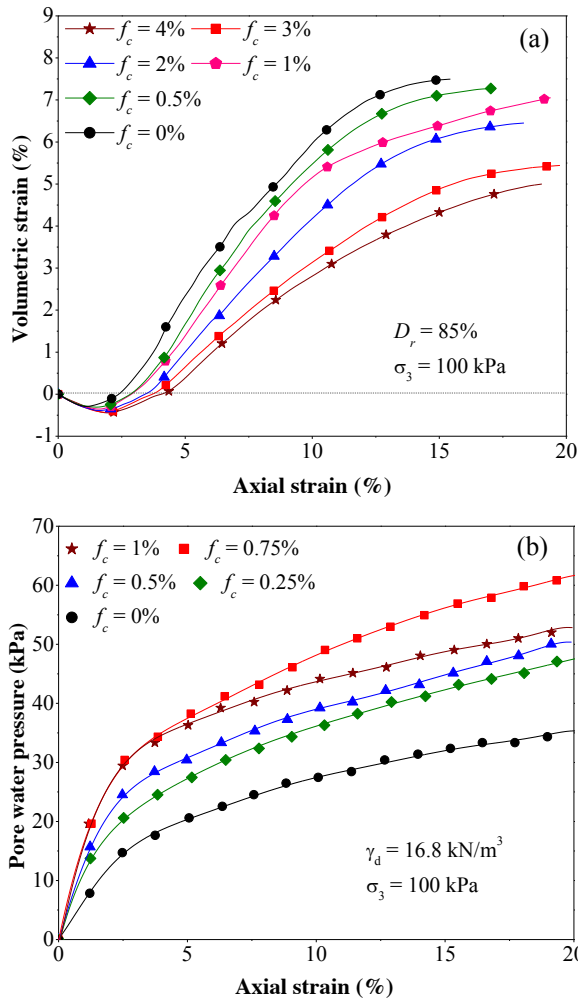 (a)
f_c = 4% f_c = 3%
f_c = 2% f_c = 1%
f_c = 0.5%
f_c = 0%
9
8
7
6
5
4
3
2
1
0
-1
Volumetric strain (%)
D_r = 85%
σ_3 = 100 kPa
0 5 10 15 20
Axial strain (%)
(b)
f_c = 1% f_c = 0.75%
f_c = 0.5% f_c = 0.25%
f_c = 0%
70
60
50
40
30
20
10
0
Pore water pressure (kPa)
γ_d = 16.8 kN/m^3
σ_3 = 100 kPa
0 5 10 15 20
Axial strain (%)